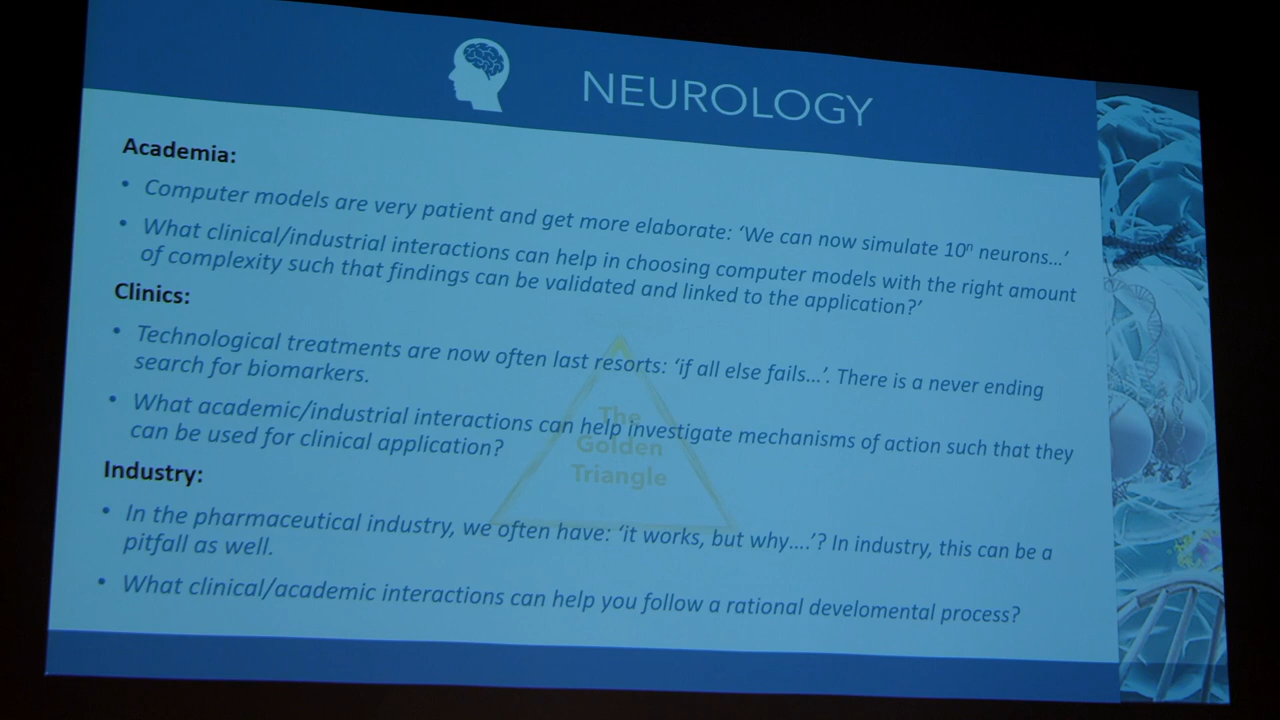 NEUROLOGY
Academia:
• Computer models are very patient and get more elaborate: ‘We can now simulate 10ⁿ neurons...’
• What clinical/industrial interactions can help in choosing computer models with the right amount
of complexity such that findings can be validated and linked to the application?’
Clinics:
• Technological treatments are now often last resorts: ‘if all else fails...’. There is a never ending
search for biomarkers.
• What academic/industrial interactions can help investigate mechanisms of action such that they
can be used for clinical application?
The
Golden
Triangle
Industry:
• In the pharmaceutical industry, we often have: ‘it works, but why....’? In industry, this can be a
pitfall as well.
• What clinical/academic interactions can help you follow a rational develomental process?